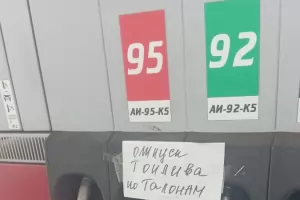 95
92
АИ-95-К5
АИ-92-К5
Отпуск
Топлива
по Талонам